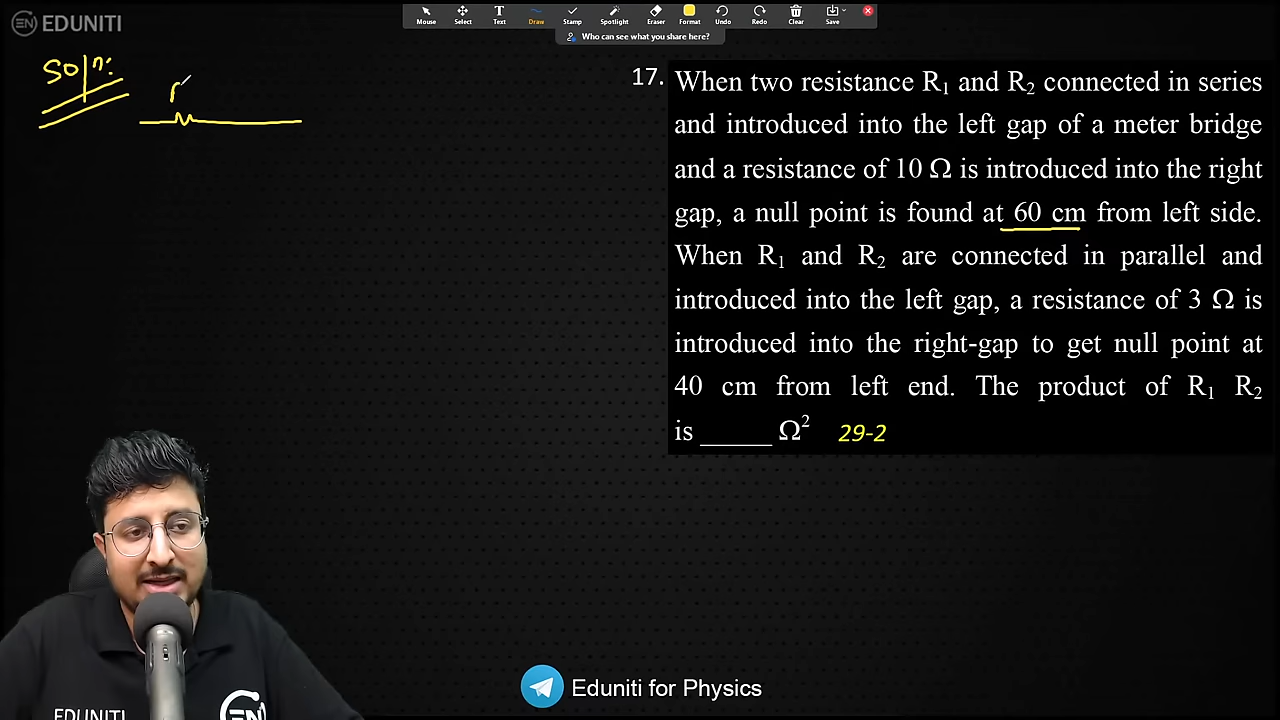 EDUNITI
Mouse Select Text Draw Stamp Spotlight Eraser Format Undo Redo Clear Save
Who can see what you share here?
Soln:
r
17. When two resistance R₁ and R₂ connected in series
and introduced into the left gap of a meter bridge
and a resistance of 10 Ω is introduced into the right
gap, a null point is found at 60 cm from left side.
When R₁ and R₂ are connected in parallel and
introduced into the left gap, a resistance of 3 Ω is
introduced into the right-gap to get null point at
40 cm from left end. The product of R₁ R₂
is ______ Ω² 29-2
Eduniti for Physics
EDUNITI